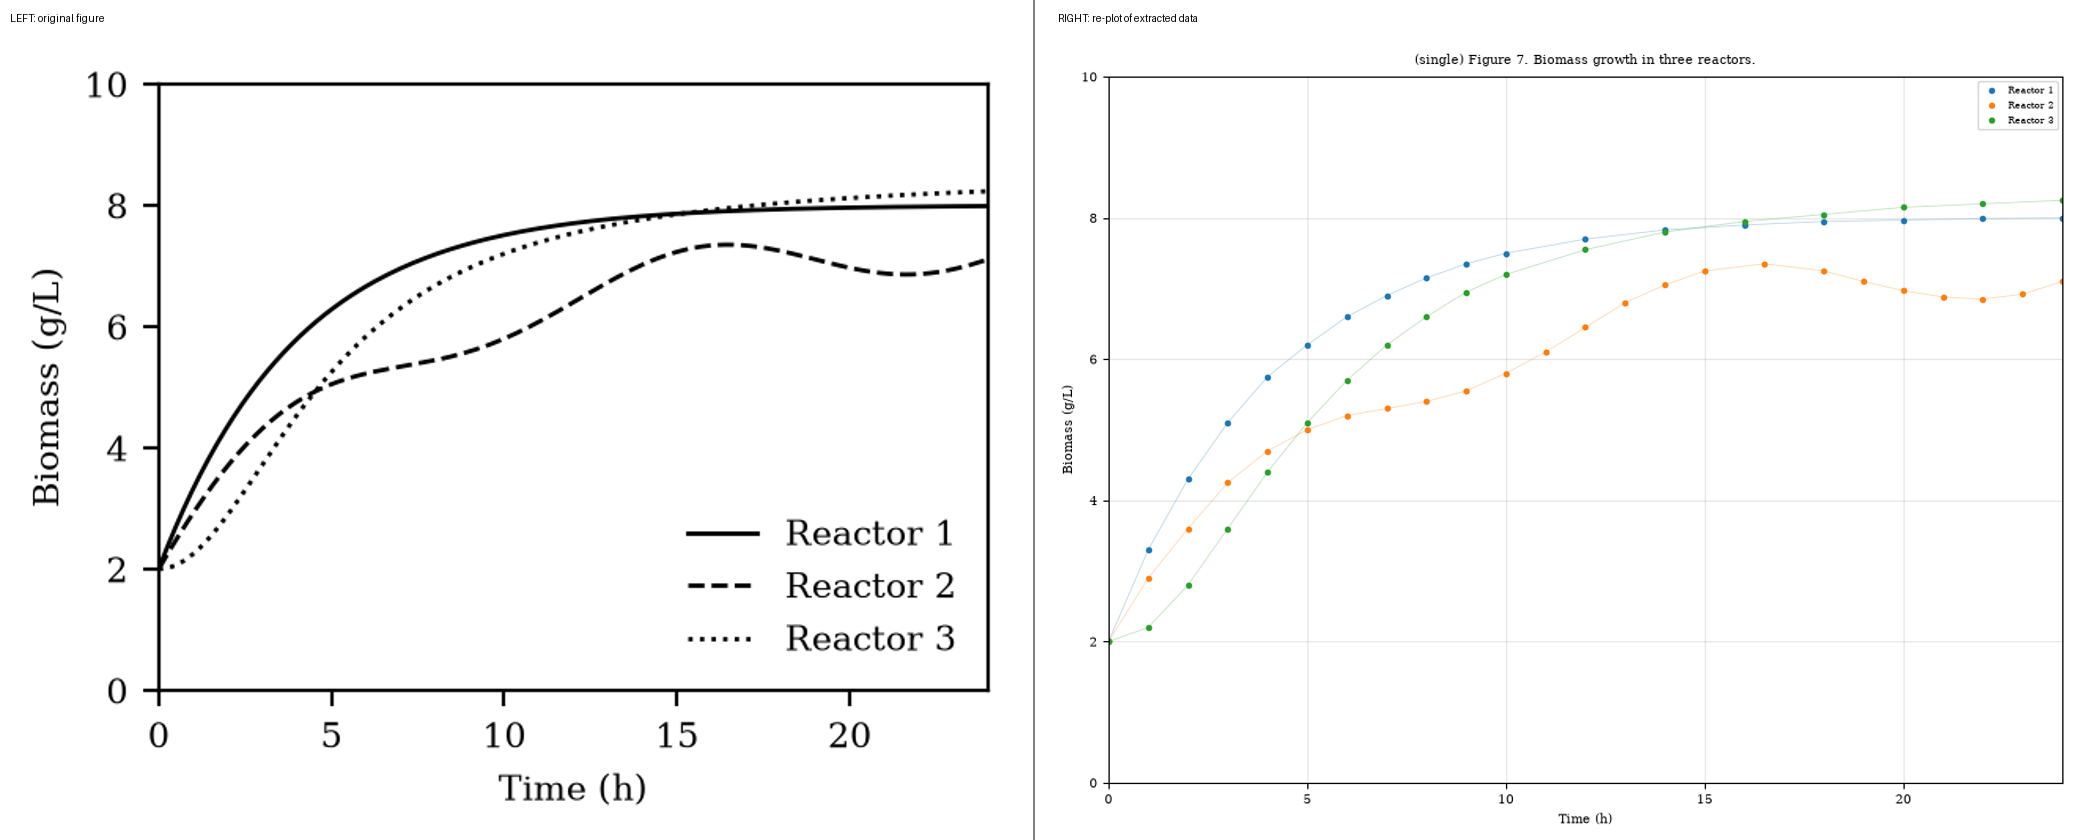 LEFT: original figure
10
8
6
4
2
0
0 5 10 15 20
Biomass (g/L)
Time (h)
Reactor 1
Reactor 2
Reactor 3
RIGHT: re-plot of extracted data
(single) Figure 7. Biomass growth in three reactors.
10
8
6
4
2
0
0 5 10 15 20
Biomass (g/L)
Time (h)
Reactor 1
Reactor 2
Reactor 3